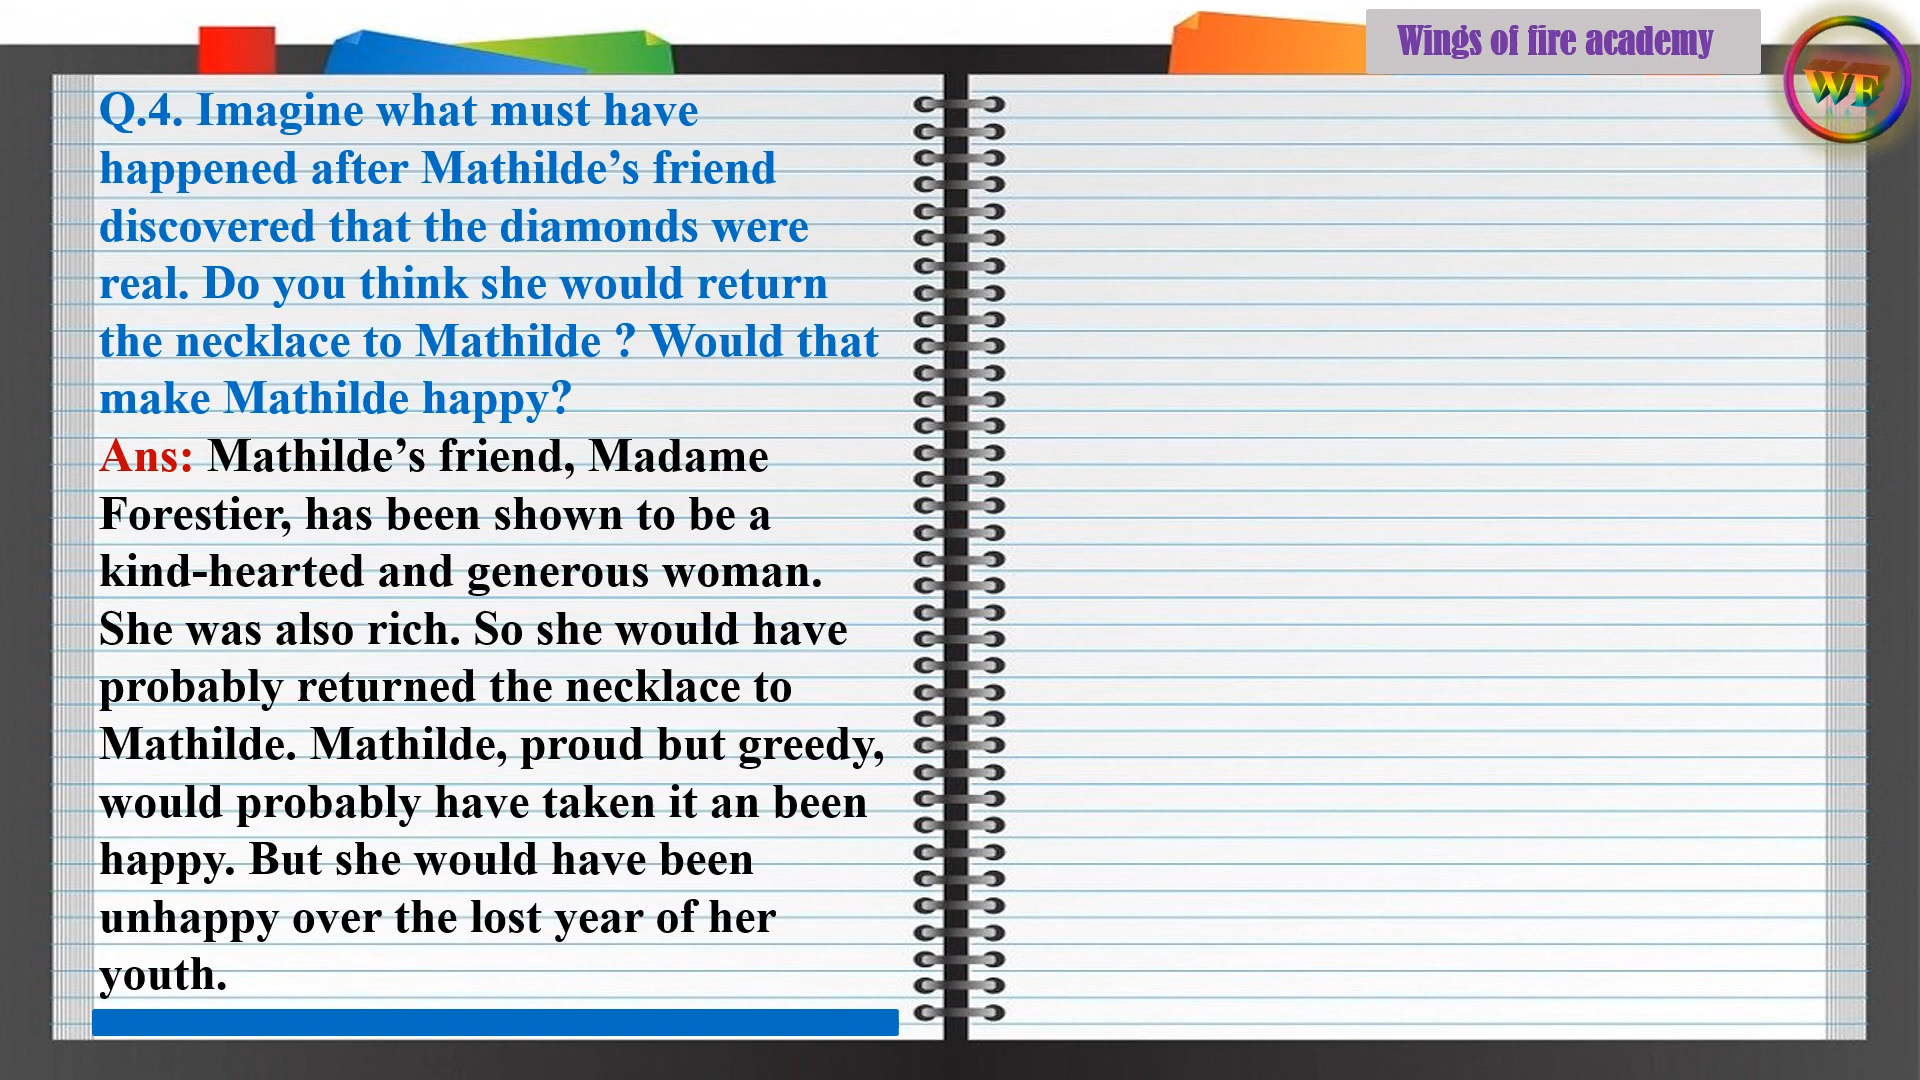 Wings of fire academy
WF
Q.4. Imagine what must have
happened after Mathilde’s friend
discovered that the diamonds were
real. Do you think she would return
the necklace to Mathilde ? Would that
make Mathilde happy?
Ans: Mathilde’s friend, Madame
Forestier, has been shown to be a
kind-hearted and generous woman.
She was also rich. So she would have
probably returned the necklace to
Mathilde. Mathilde, proud but greedy,
would probably have taken it an been
happy. But she would have been
unhappy over the lost year of her
youth.